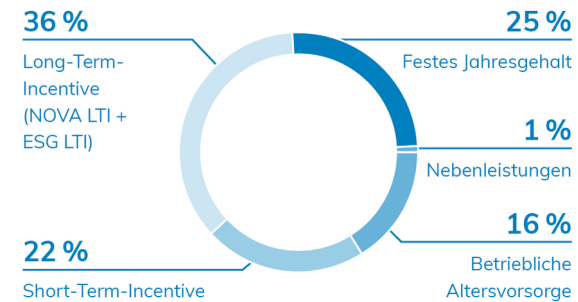 36 %
Long-Term-
Incentive
(NOVA LTI +
ESG LTI)
25 %
Festes Jahresgehalt
1 %
Nebenleistungen
16 %
Betriebliche
Altersvorsorge
22 %
Short-Term-Incentive